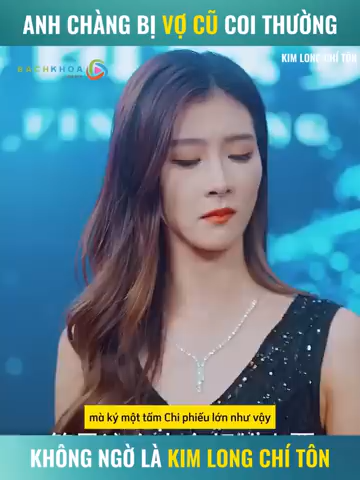 ANH CHÀNG BỊ VỢ CŨ COI THƯỜNG
BACHKHOA
KIM LONG CHÍ TÔN
mà ký một tấm Chi phiếu lớn như vậy
KHÔNG NGỜ LÀ KIM LONG CHÍ TÔN